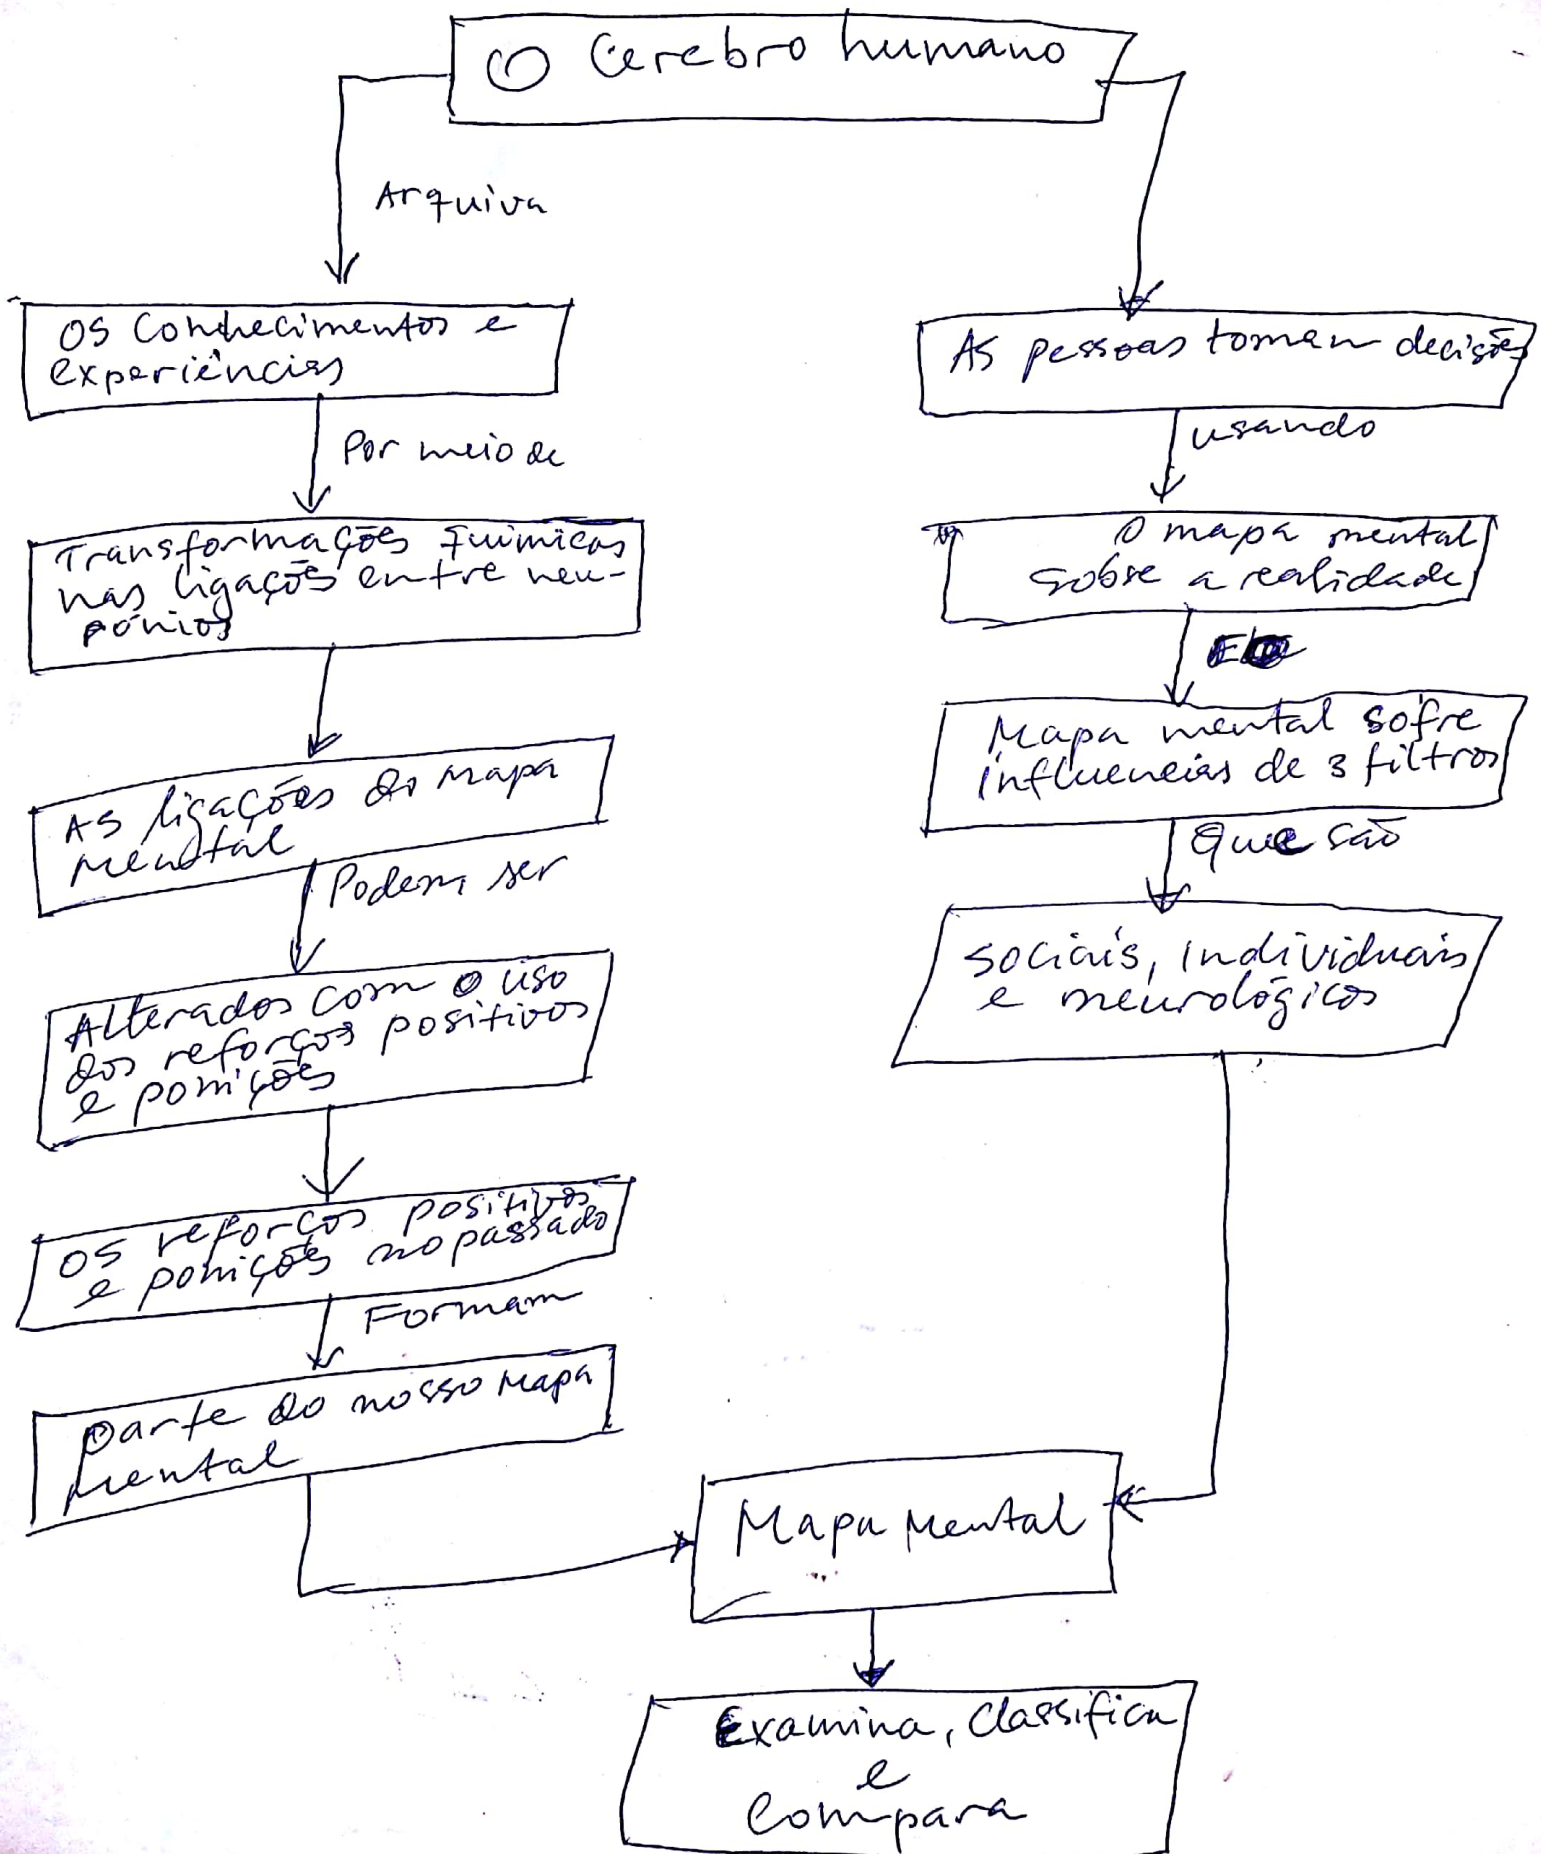 O Cerebro humano
Arquiva
OS Conhecimentos e
experiências
Por meio de
Transformações químicas
nas ligações entre neu-
rônios
AS ligações do mapa
mental
Podem ser
Alterados com o uso
dos reforços positivos
e ponições
OS reforços positivos
e ponições no passado
Formam
parte do nosso mapa
mental
AS pessoas tomam decisões
usando
O mapa mental
sobre a realidade
Mapa mental sofre
influencias de 3 filtros
que são
sociais, individuais
e neurológicos
Mapa Mental
Examina, Classifica
e
Compara